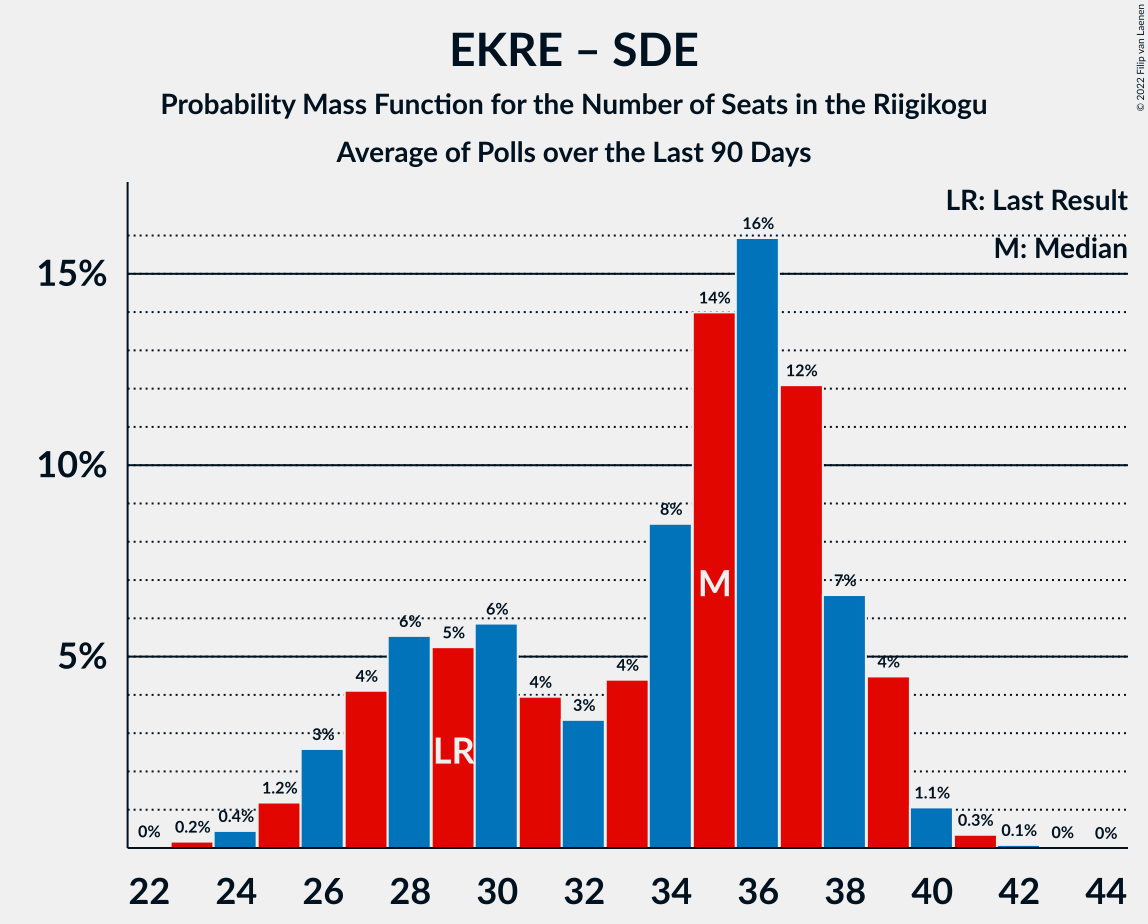 EKRE – SDE
Probability Mass Function for the Number of Seats in the Riigikogu
Average of Polls over the Last 90 Days
© 2022 Filip van Laenen
LR: Last Result
M: Median
15%
10%
5%
0%
0.2%
0.4%
1.2%
3%
4%
6%
5%
6%
4%
3%
4%
8%
14%
16%
12%
7%
4%
1.1%
0.3%
0.1%
0%
0%
LR
M
22 24 26 28 30 32 34 36 38 40 42 44